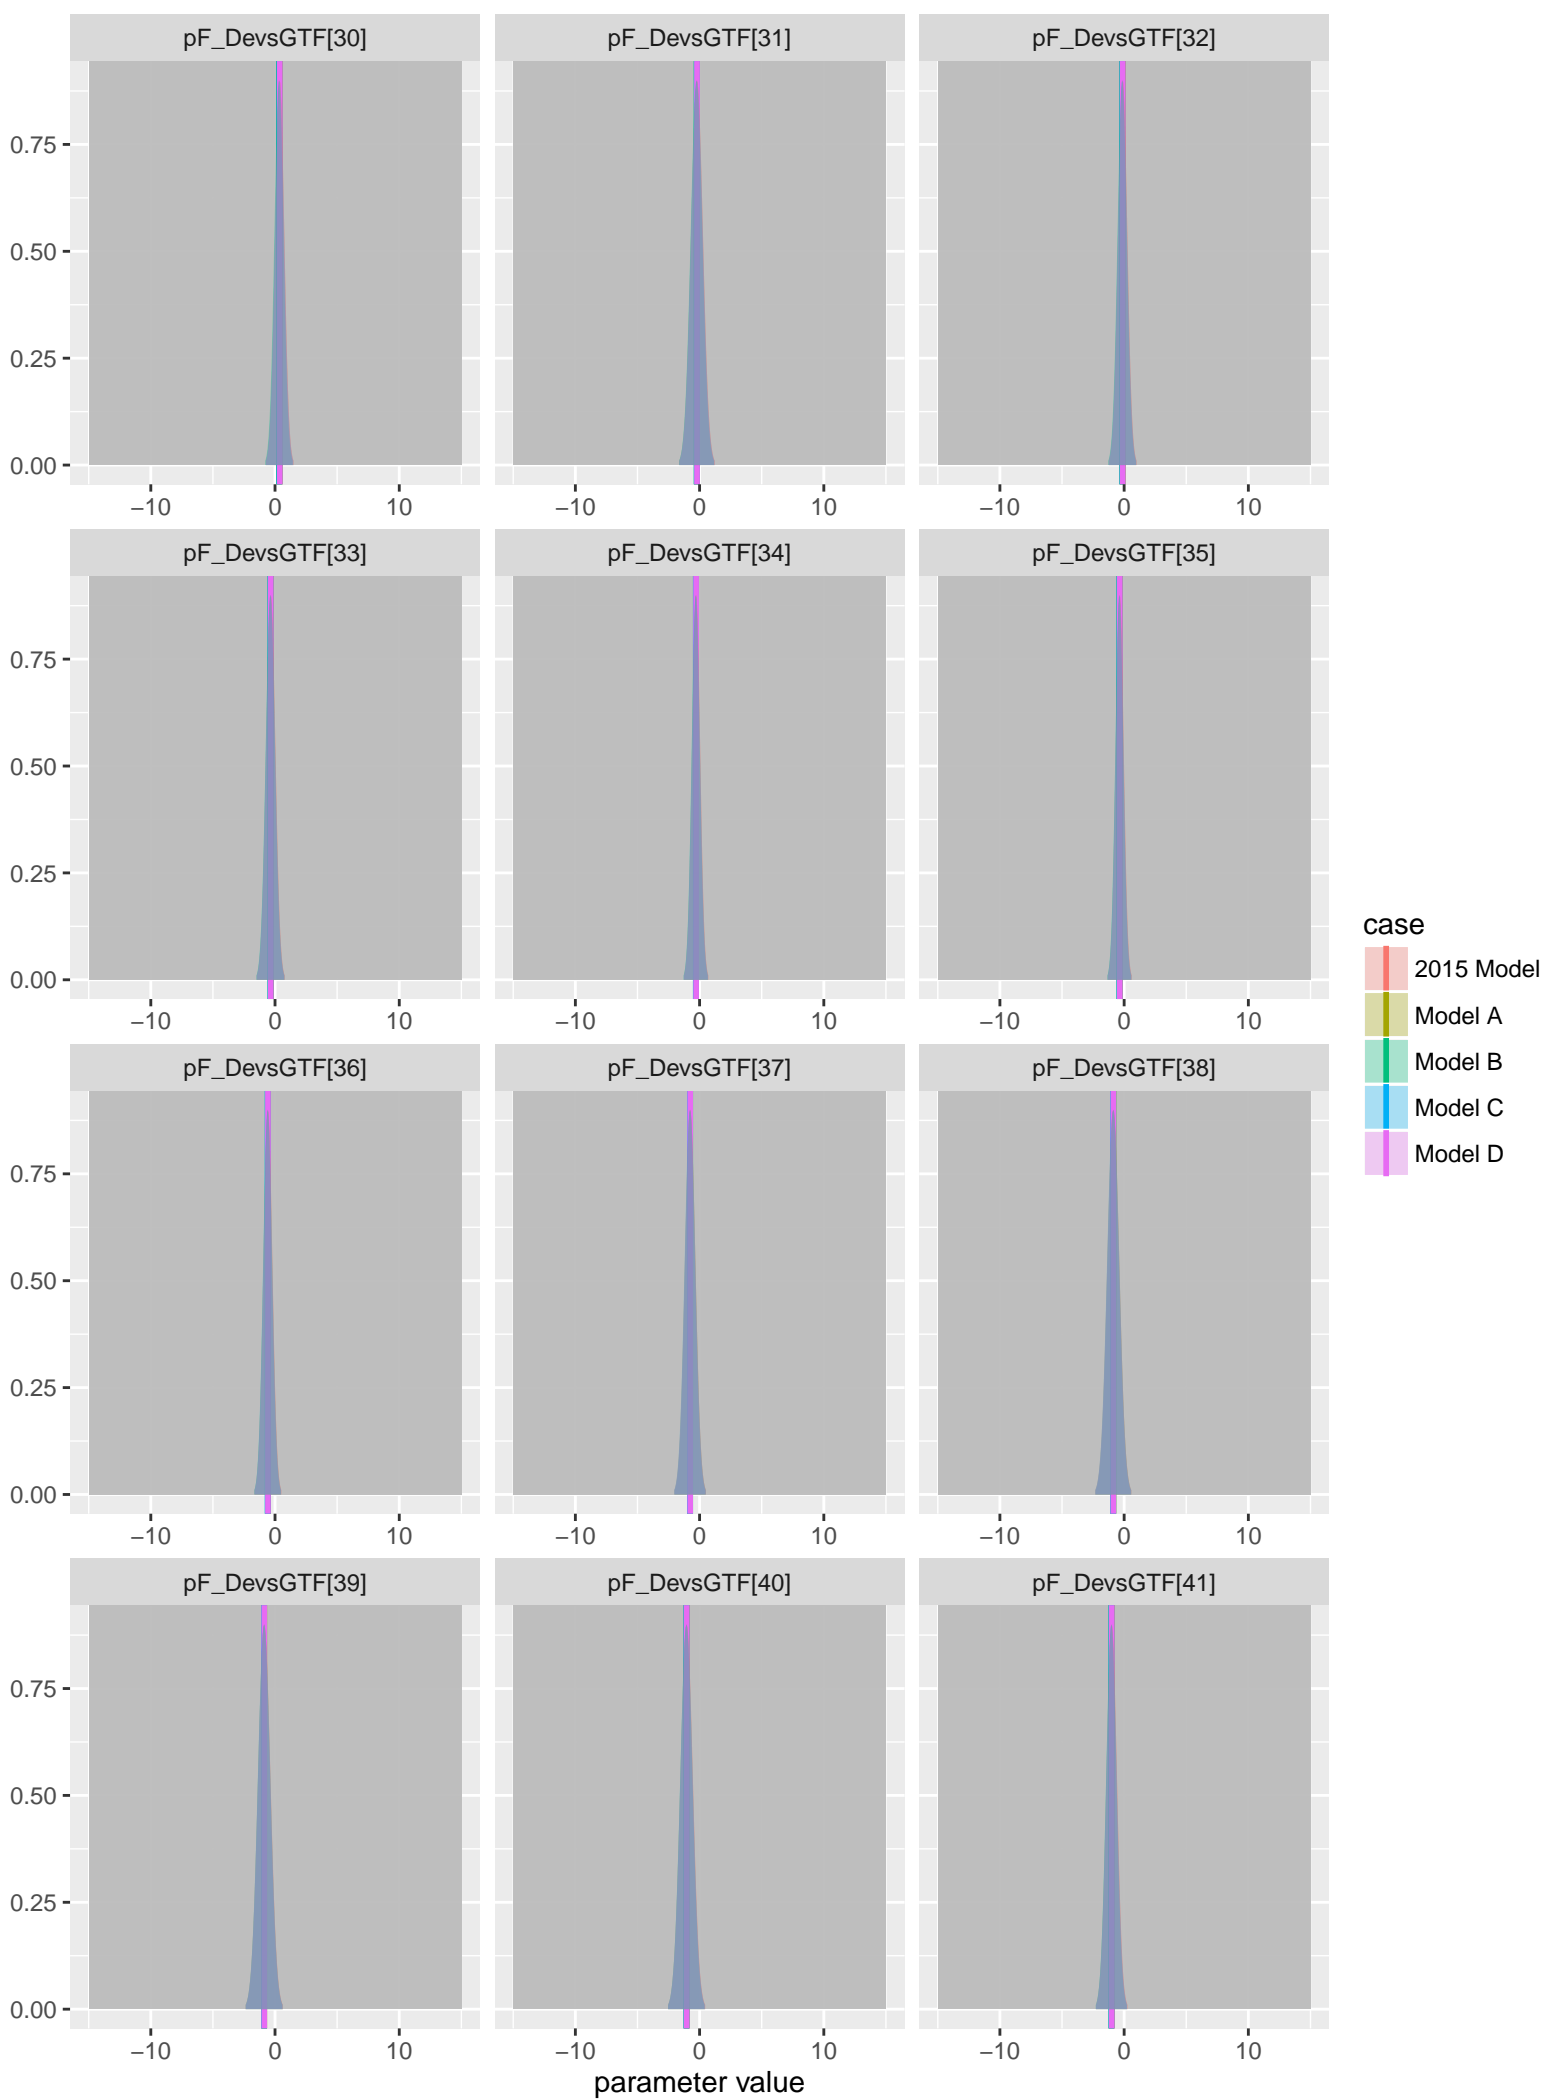 pF_DevsGTF[30] pF_DevsGTF[31] pF_DevsGTF[32]
0.75
0.50
0.25
0.00
−10 0 10 −10 0 10 −10 0 10
pF_DevsGTF[33] pF_DevsGTF[34] pF_DevsGTF[35]
0.75
0.50
0.25
0.00
−10 0 10 −10 0 10 −10 0 10
case
2015 Model
Model A
Model B
Model C
Model D
pF_DevsGTF[36] pF_DevsGTF[37] pF_DevsGTF[38]
0.75
0.50
0.25
0.00
−10 0 10 −10 0 10 −10 0 10
pF_DevsGTF[39] pF_DevsGTF[40] pF_DevsGTF[41]
0.75
0.50
0.25
0.00
−10 0 10 −10 0 10 −10 0 10
parameter value